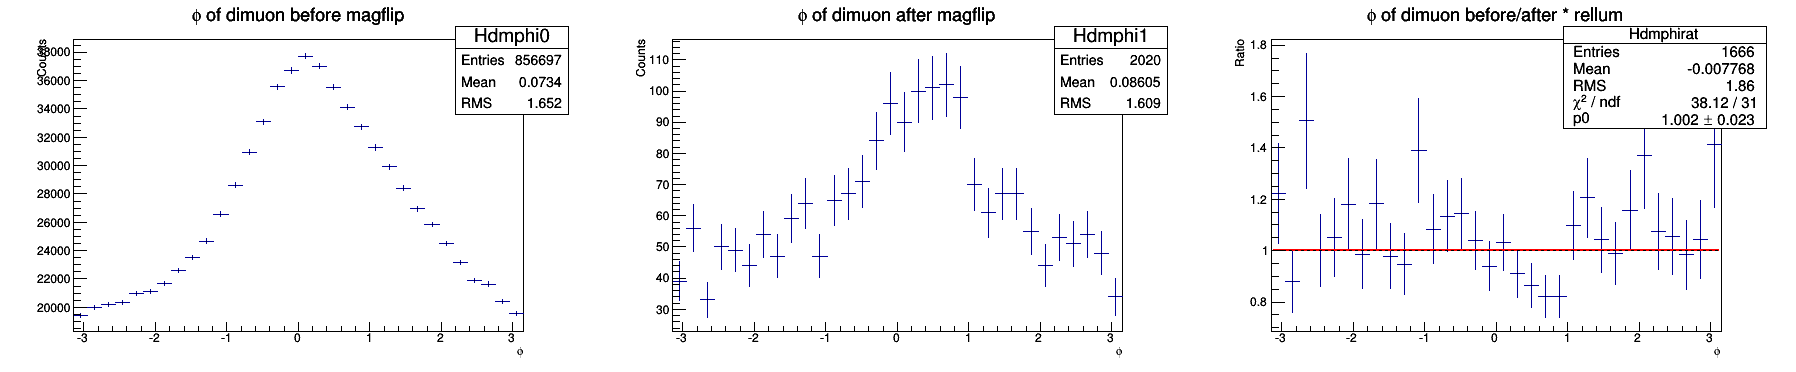 ϕ of dimuon before magflip
Counts
Hdmphi0
Entries 856697
Mean 0.0734
RMS 1.652
38000
36000
34000
32000
30000
28000
26000
24000
22000
20000
-3 -2 -1 0 1 2 3
ϕ
ϕ of dimuon after magflip
Counts
Hdmphi1
Entries 2020
Mean 0.08605
RMS 1.609
110
100
90
80
70
60
50
40
30
-3 -2 -1 0 1 2 3
ϕ
ϕ of dimuon before/after * rellum
Ratio
Hdmphirat
Entries 1666
Mean -0.007768
RMS 1.86
χ² / ndf 38.12 / 31
p0 1.002 ± 0.023
1.8
1.6
1.4
1.2
1
0.8
-3 -2 -1 0 1 2 3
ϕ